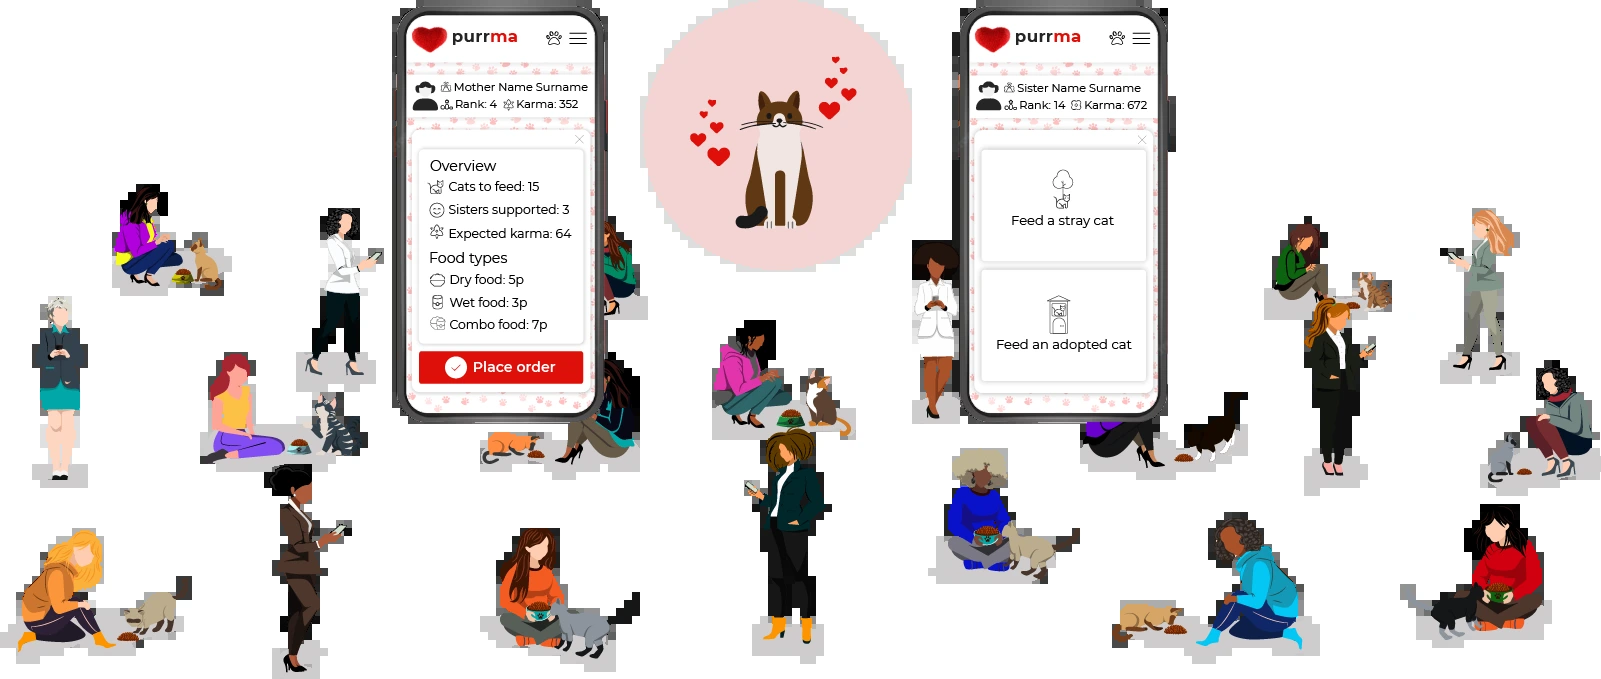 purrma
Mother Name Surname
Rank: 4 Karma: 352
Overview
Cats to feed: 15
Sisters supported: 3
Expected karma: 64
Food types
Dry food: 5p
Wet food: 3p
Combo food: 7p
Place order
purrma
Sister Name Surname
Rank: 14 Karma: 672
Feed a stray cat
Feed an adopted cat